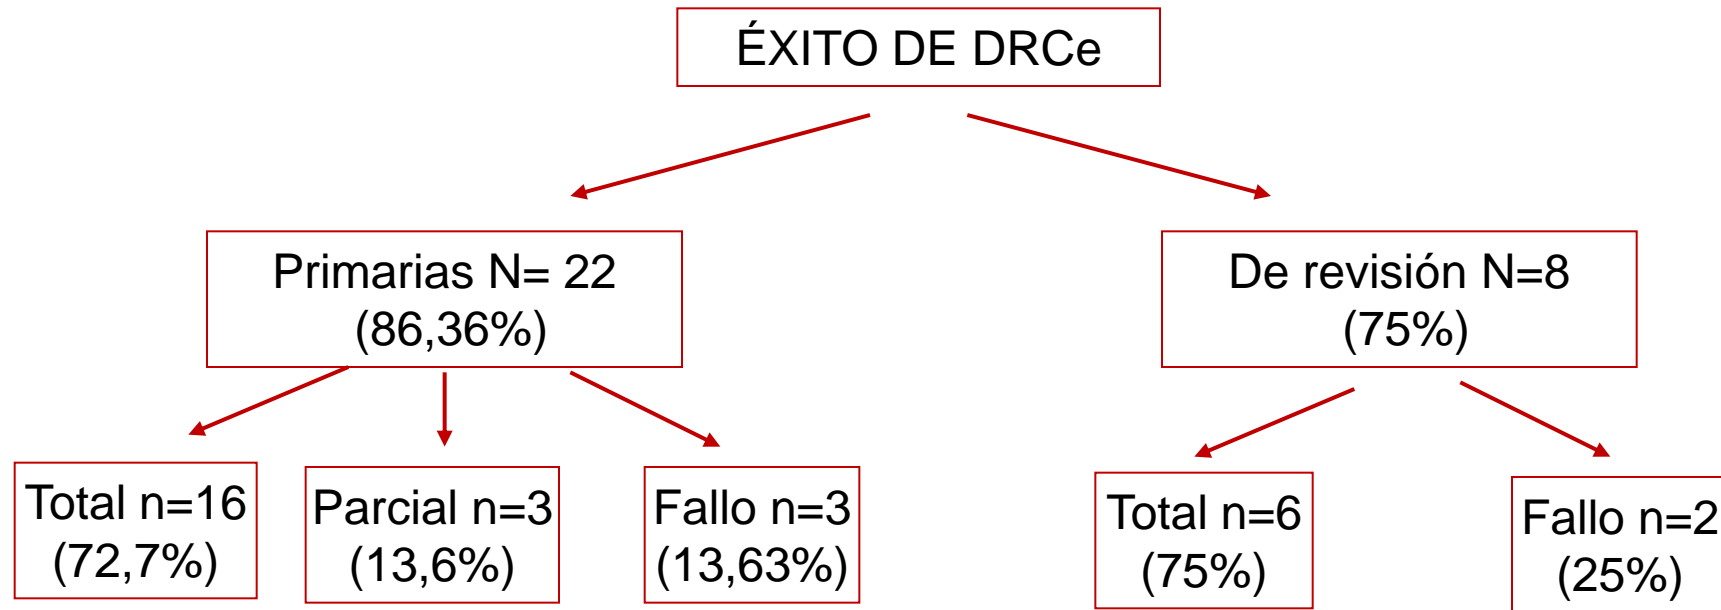 ÉXITO DE DRCe
Primarias N= 22
(86,36%)
De revisión N=8
(75%)
Total n=16
(72,7%)
Parcial n=3
(13,6%)
Fallo n=3
(13,63%)
Total n=6
(75%)
Fallo n=2
(25%)